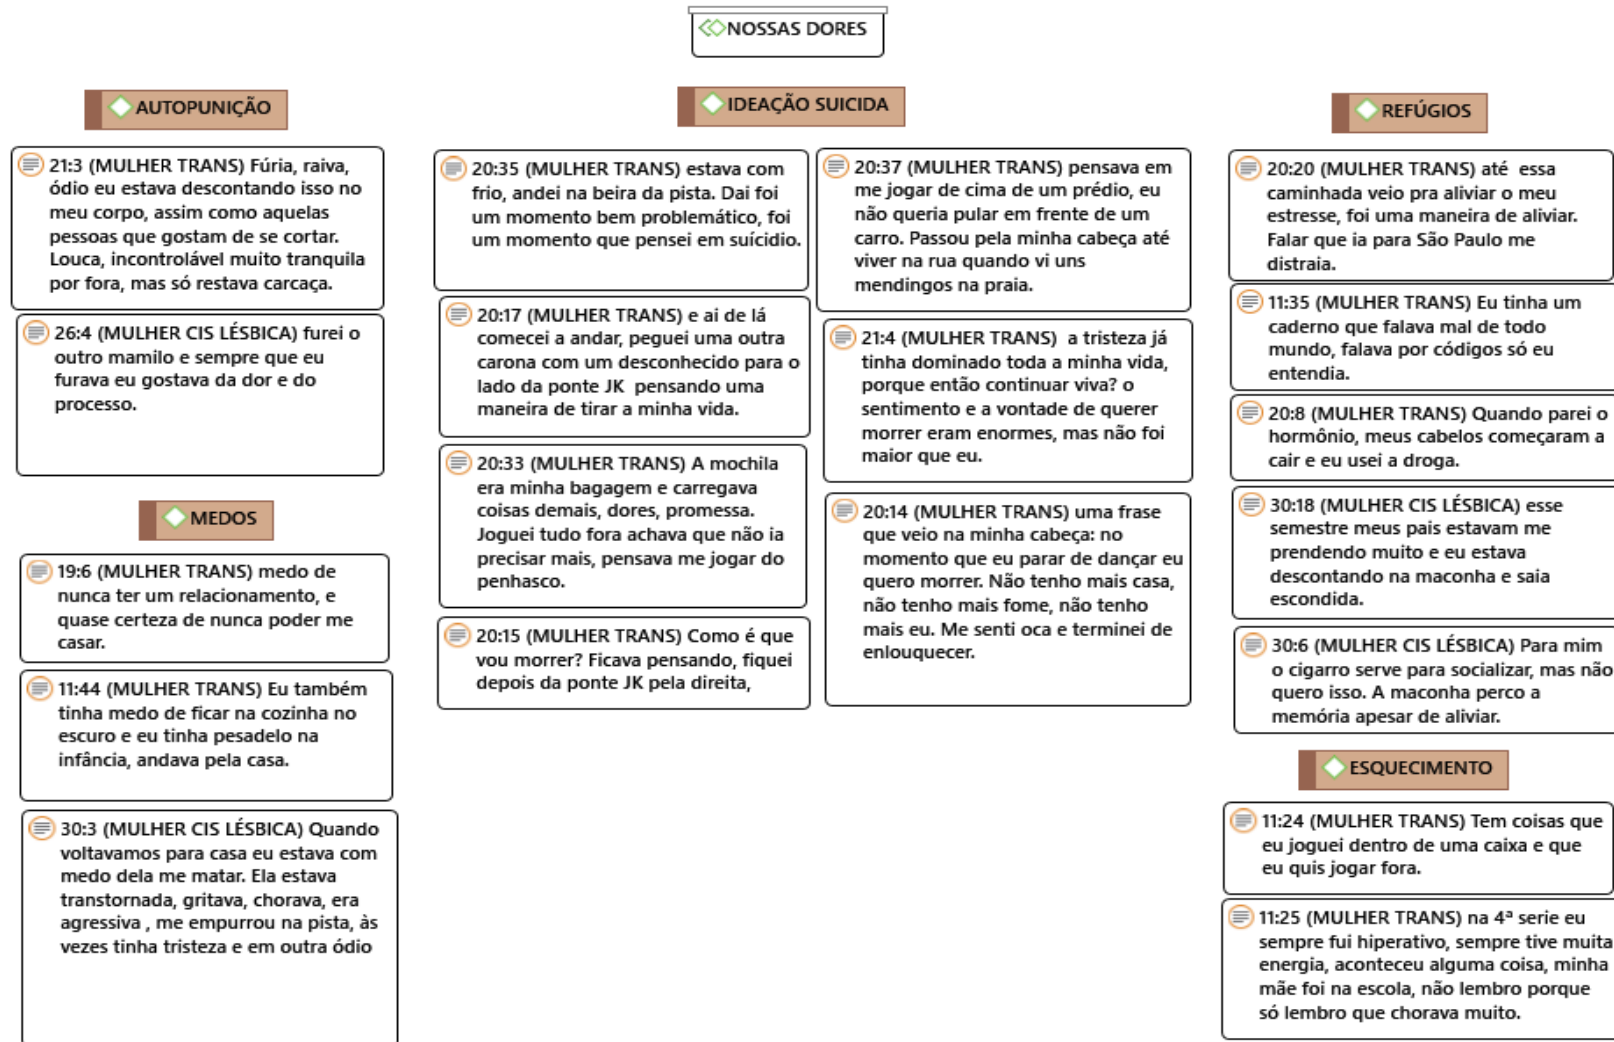 NOSSAS DORES
AUTOPUNIÇÃO
21:3 (MULHER TRANS) Fúria, raiva,
ódio eu estava descontando isso no
meu corpo, assim como aquelas
pessoas que gostam de se cortar.
Louca, incontrolável muito tranquila
por fora, mas só restava carcaça.
26:4 (MULHER CIS LÉSBICA) furei o
outro mamilo e sempre que eu
furava eu gostava da dor e do
processo.
MEDOS
19:6 (MULHER TRANS) medo de
nunca ter um relacionamento, e
quase certeza de nunca poder me
casar.
11:44 (MULHER TRANS) Eu também
tinha medo de ficar na cozinha no
escuro e eu tinha pesadelo na
infância, andava pela casa.
30:3 (MULHER CIS LÉSBICA) Quando
voltavamos para casa eu estava com
medo dela me matar. Ela estava
transtornada, gritava, chorava, era
agressiva , me empurrou na pista, às
vezes tinha tristeza e em outra ódio
IDEAÇÃO SUICIDA
20:35 (MULHER TRANS) estava com
frio, andei na beira da pista. Dai foi
um momento bem problemático, foi
um momento que pensei em suícidio.
20:17 (MULHER TRANS) e ai de lá
comecei a andar, peguei uma outra
carona com um desconhecido para o
lado da ponte JK pensando uma
maneira de tirar a minha vida.
20:33 (MULHER TRANS) A mochila
era minha bagagem e carregava
coisas demais, dores, promessa.
Joguei tudo fora achava que não ia
precisar mais, pensava me jogar do
penhasco.
20:15 (MULHER TRANS) Como é que
vou morrer? Ficava pensando, fiquei
depois da ponte JK pela direita,
20:37 (MULHER TRANS) pensava em
me jogar de cima de um prédio, eu
não queria pular em frente de um
carro. Passou pela minha cabeça até
viver na rua quando vi uns
mendingos na praia.
21:4 (MULHER TRANS) a tristeza já
tinha dominado toda a minha vida,
porque então continuar viva? o
sentimento e a vontade de querer
morrer eram enormes, mas não foi
maior que eu.
20:14 (MULHER TRANS) uma frase
que veio na minha cabeça: no
momento que eu parar de dançar eu
quero morrer. Não tenho mais casa,
não tenho mais fome, não tenho
mais eu. Me senti oca e terminei de
enlouquecer.
REFÚGIOS
20:20 (MULHER TRANS) até essa
caminhada veio pra aliviar o meu
estresse, foi uma maneira de aliviar.
Falar que ia para São Paulo me
distraia.
11:35 (MULHER TRANS) Eu tinha um
caderno que falava mal de todo
mundo, falava por códigos só eu
entendia.
20:8 (MULHER TRANS) Quando parei o
hormônio, meus cabelos começaram a
cair e eu usei a droga.
30:18 (MULHER CIS LÉSBICA) esse
semestre meus pais estavam me
prendendo muito e eu estava
descontando na maconha e saia
escondida.
30:6 (MULHER CIS LÉSBICA) Para mim
o cigarro serve para socializar, mas não
quero isso. A maconha perco a
memória apesar de aliviar.
ESQUECIMENTO
11:24 (MULHER TRANS) Tem coisas que
eu joguei dentro de uma caixa e que
eu quis jogar fora.
11:25 (MULHER TRANS) na 4ª serie eu
sempre fui hiperativo, sempre tive muita
energia, aconteceu alguma coisa, minha
mãe foi na escola, não lembro porque
só lembro que chorava muito.